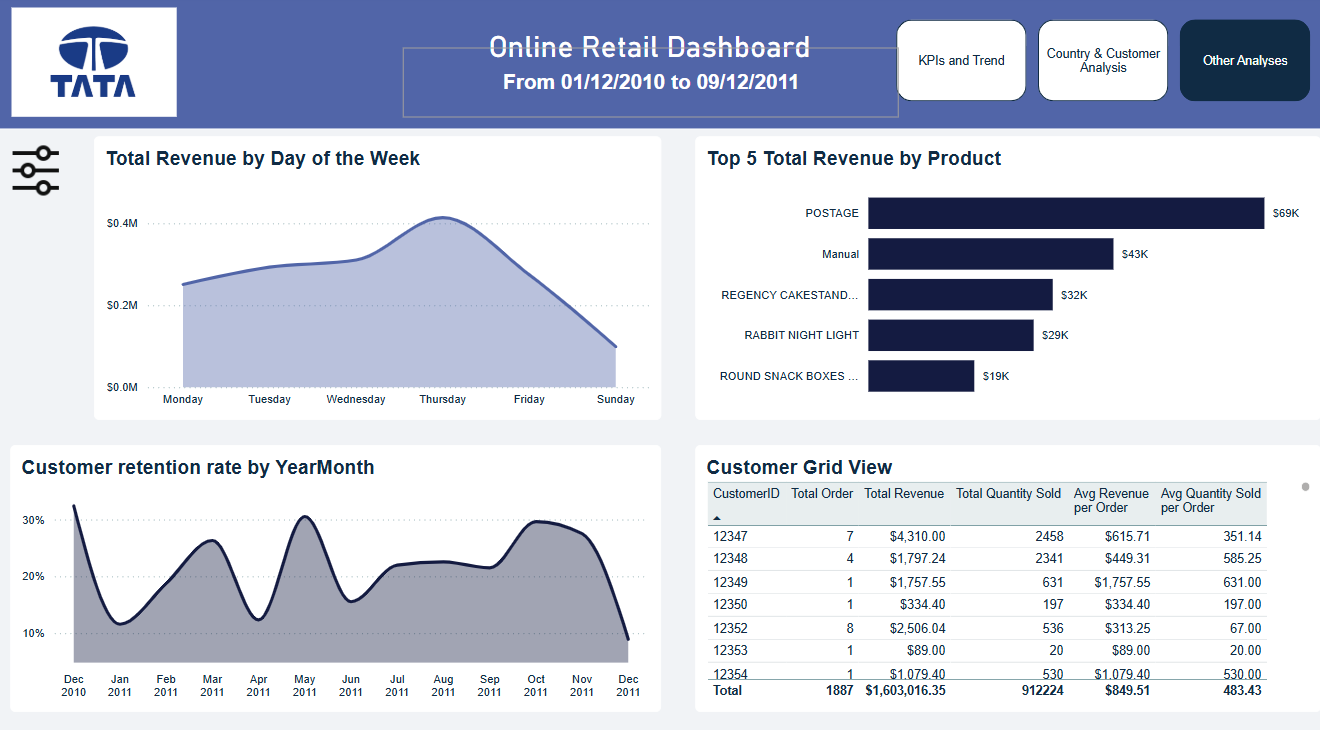 TATA
Online Retail Dashboard
From 01/12/2010 to 09/12/2011
KPIs and Trend
Country & Customer
Analysis
Other Analyses
Total Revenue by Day of the Week
$0.4M
$0.2M
$0.0M
Monday Tuesday Wednesday Thursday Friday Sunday
Top 5 Total Revenue by Product
POSTAGE $69K
Manual $43K
REGENCY CAKESTAND... $32K
RABBIT NIGHT LIGHT $29K
ROUND SNACK BOXES ... $19K
Customer retention rate by YearMonth
30%
20%
10%
Dec Jan Feb Mar Apr May Jun Jul Aug Sep Oct Nov Dec
2010 2011 2011 2011 2011 2011 2011 2011 2011 2011 2011 2011 2011
Customer Grid View
CustomerID Total Order Total Revenue Total Quantity Sold Avg Revenue Avg Quantity Sold
per Order per Order
12347 7 $4,310.00 2458 $615.71 351.14
12348 4 $1,797.24 2341 $449.31 585.25
12349 1 $1,757.55 631 $1,757.55 631.00
12350 1 $334.40 197 $334.40 197.00
12352 8 $2,506.04 536 $313.25 67.00
12353 1 $89.00 20 $89.00 20.00
12354 1 $1,079.40 530 $1,079.40 530.00
Total 1887 $1,603,016.35 912224 $849.51 483.43